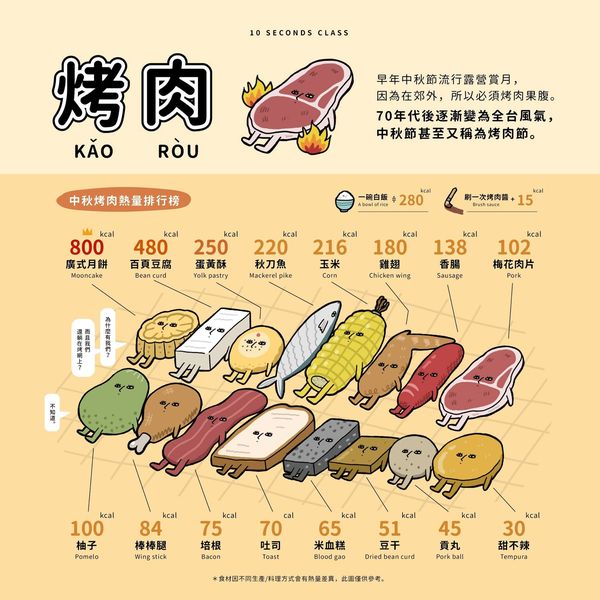 10 SECONDS CLASS
烤肉
KǍO RÒU
早年中秋節流行露營賞月，
因為在郊外，所以必須烤肉果腹。
70年代後逐漸變為全台風氣，
中秋節甚至又稱為烤肉節。
中秋烤肉熱量排行榜
一碗白飯 ≑ 280 kcal
A bowl of rice
刷一次烤肉醬 + 15 kcal
Brush sauce
800 kcal
廣式月餅
Mooncake
480 kcal
百頁豆腐
Bean curd
250 kcal
蛋黃酥
Yolk pastry
220 kcal
秋刀魚
Mackerel pike
216 kcal
玉米
Corn
180 kcal
雞翅
Chicken wing
138 kcal
香腸
Sausage
102 kcal
梅花肉片
Pork
為什麼有我們？
而且我們
還躺在烤網上？
不知道。
100 kcal
柚子
Pomelo
84 kcal
棒棒腿
Wing stick
75 kcal
培根
Bacon
70 cal
吐司
Toast
65 kcal
米血糕
Blood gao
51 kcal
豆干
Dried bean curd
45 kcal
貢丸
Pork ball
30 kcal
甜不辣
Tempura
＊食材因不同生產/料理方式會有熱量差異，此圖僅供參考。